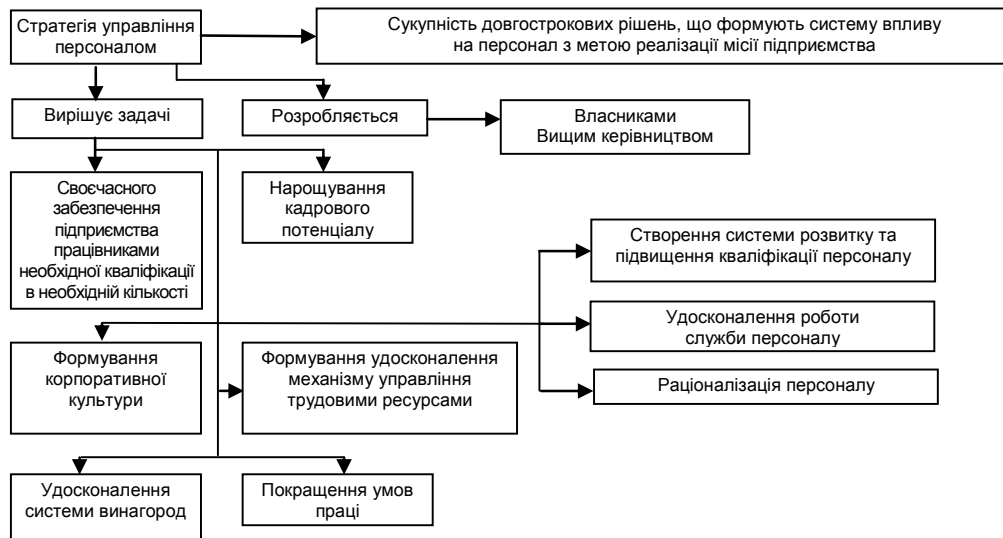 Стратегія управління
персоналом
Сукупність довгострокових рішень, що формують систему впливу
на персонал з метою реалізації місії підприємства
Вирішує задачі
Розробляється
Власниками
Вищим керівництвом
Своєчасного
забезпечення
підприємства
працівниками
необхідної кваліфікації
в необхідній кількості
Нарощування
кадрового
потенціалу
Створення системи розвитку та
підвищення кваліфікації персоналу
Удосконалення роботи
служби персоналу
Раціоналізація персоналу
Формування
корпоративної
культури
Формування удосконалення
механізму управління
трудовими ресурсами
Удосконалення
системи винагород
Покращення умов
праці